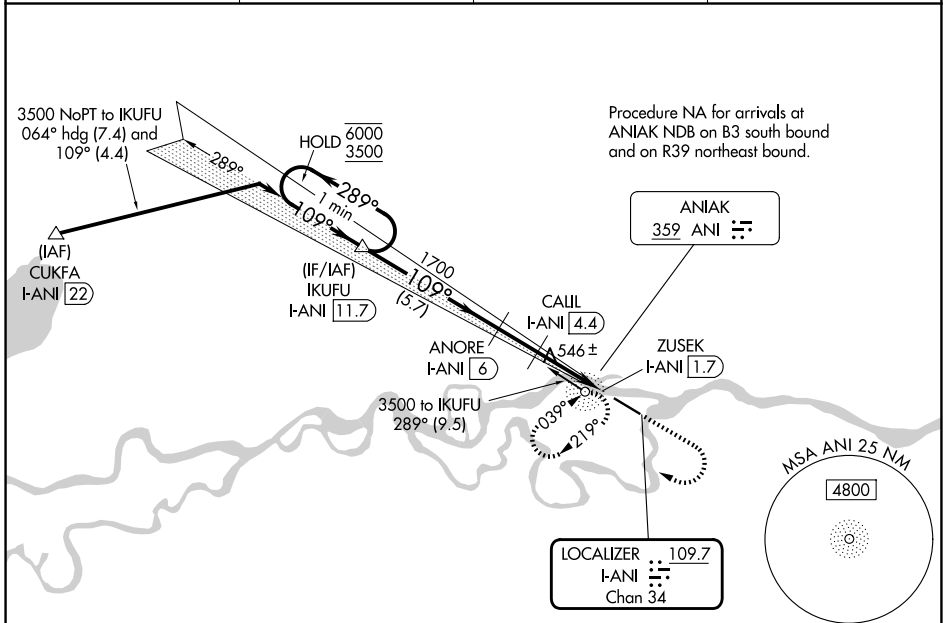 3500 NoPT to IKUFU
064° hdg (7.4) and
109° (4.4)
HOLD
6000
3500
Procedure NA for arrivals at
ANIAK NDB on B3 south bound
and on R39 northeast bound.
289°
289°
1 min
109°
ANIAK
359 ANI
(IAF)
CUKFA
I-ANI 22
(IF/IAF)
IKUFU
I-ANI 11.7
1700
109°
(5.7)
CALIL
I-ANI 4.4
546 ±
ANORE
I-ANI 6
ZUSEK
I-ANI 1.7
3500 to IKUFU
289° (9.5)
039°
219°
MSA ANI 25 NM
4800
LOCALIZER 109.7
I-ANI
Chan 34